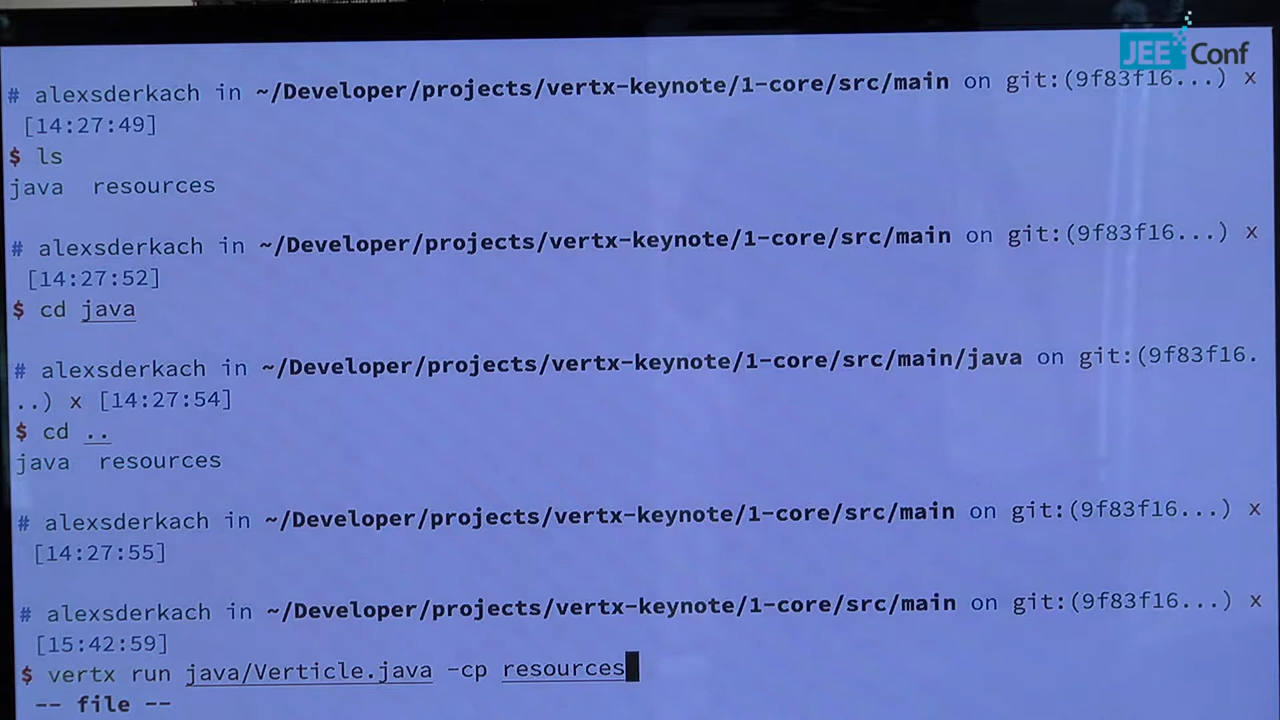 JEE Conf
# alexsderkach in ~/Developer/projects/vertx-keynote/1-core/src/main on git:(9f83f16...) x
[14:27:49]
$ ls
java  resources
# alexsderkach in ~/Developer/projects/vertx-keynote/1-core/src/main on git:(9f83f16...) x
[14:27:52]
$ cd java
# alexsderkach in ~/Developer/projects/vertx-keynote/1-core/src/main/java on git:(9f83f16.
..) x [14:27:54]
$ cd ..
java  resources
# alexsderkach in ~/Developer/projects/vertx-keynote/1-core/src/main on git:(9f83f16...) x
[14:27:55]
# alexsderkach in ~/Developer/projects/vertx-keynote/1-core/src/main on git:(9f83f16...) x
[15:42:59]
$ vertx run java/Verticle.java -cp resources
-- file --